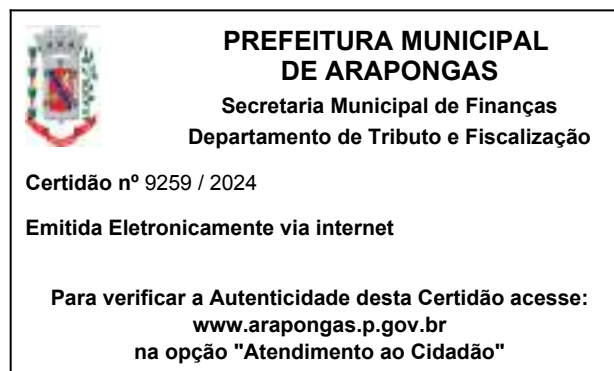 PREFEITURA MUNICIPAL
DE ARAPONGAS
Secretaria Municipal de Finanças
Departamento de Tributo e Fiscalização
Certidão nº 9259 / 2024
Emitida Eletronicamente via internet
Para verificar a Autenticidade desta Certidão acesse:
www.arapongas.p.gov.br
na opção "Atendimento ao Cidadão"